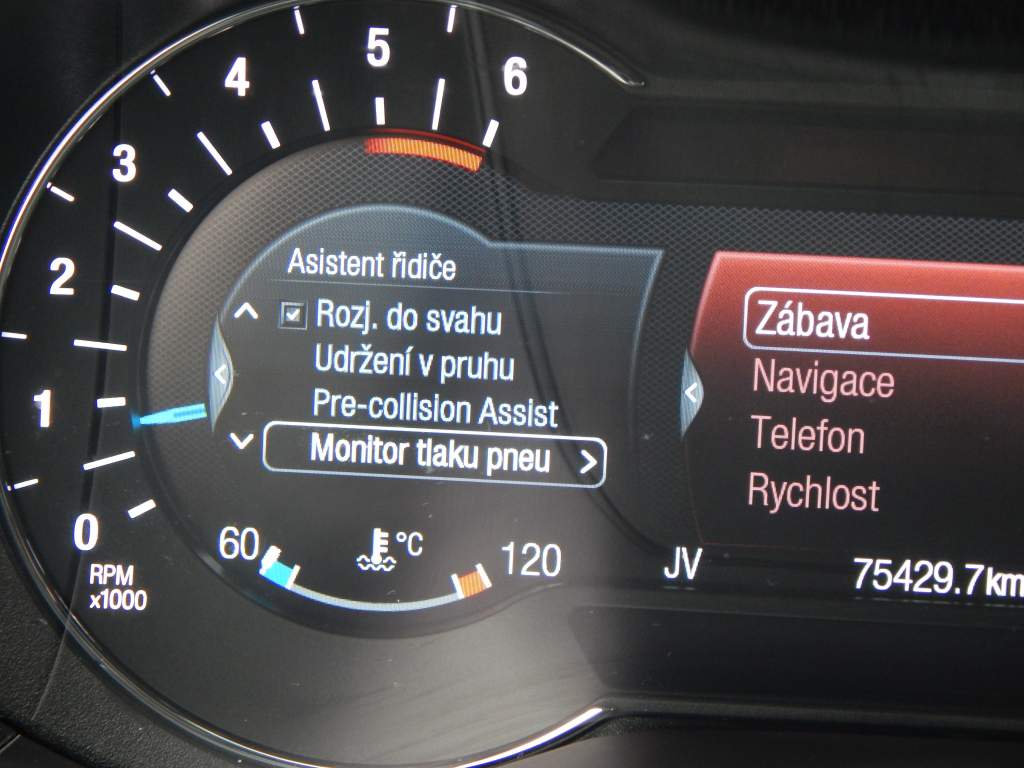 6
5
4
3
2
1
0
RPM
x1000
Asistent řidiče
Rozj. do svahu
Udržení v pruhu
Pre-collision Assist
Monitor tlaku pneu
60
°C
120
Zábava
Navigace
Telefon
Rychlost
JV
75429.7km